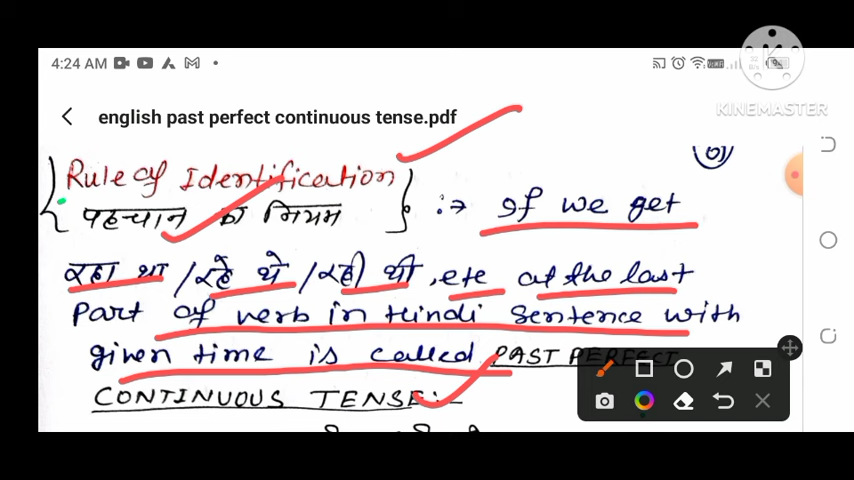 4:24 AM
KINEMASTER
english past perfect continuous tense.pdf
Rule of Identification
पहचान का नियम :→ If we get
रहा था / रहे थे / रही थी , etc at the last
Part of verb in Hindi Sentence with
given time is called PAST PERFECT
CONTINUOUS TENSE:-